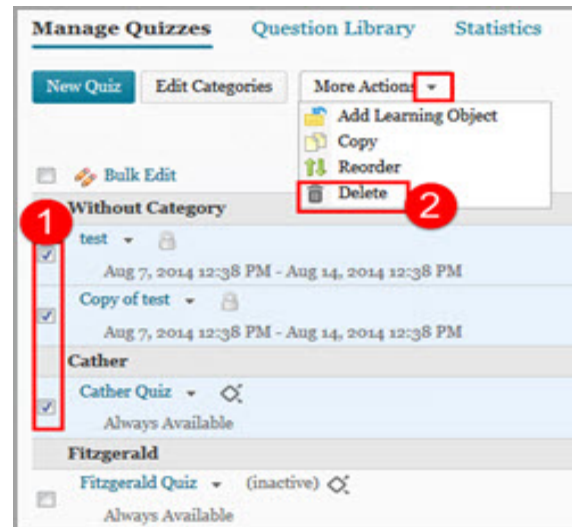 Manage Quizzes Question Library Statistics
New Quiz Edit Categories More Actions
Add Learning Object
Copy
Reorder
Delete
2
Bulk Edit
Without Category
1
test
Aug 7, 2014 12:38 PM - Aug 14, 2014 12:38 PM
Copy of test
Aug 7, 2014 12:38 PM - Aug 14, 2014 12:38 PM
Cather
Cather Quiz
Always Available
Fitzgerald
Fitzgerald Quiz (inactive)
Always Available